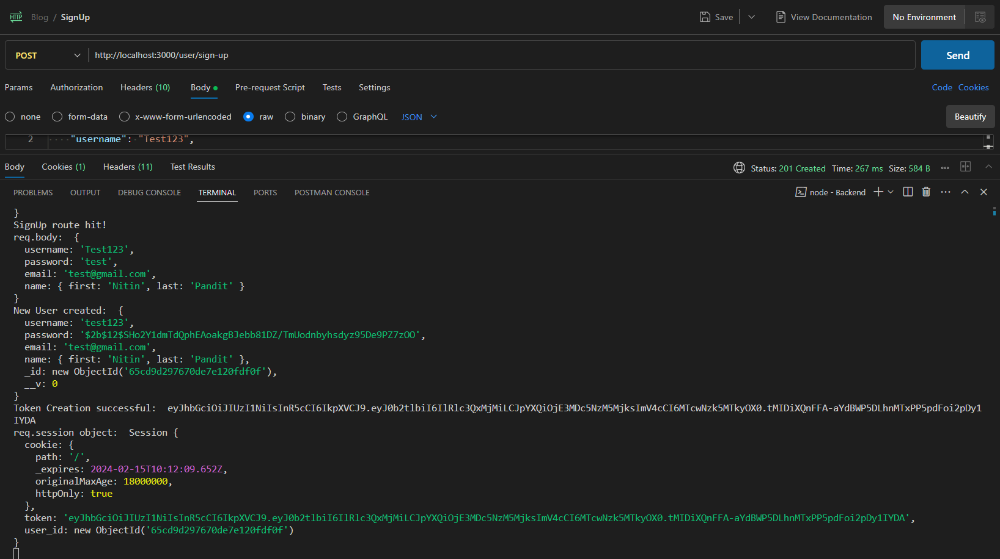 HTTP Blog / SignUp Save View Documentation No Environment
POST http://localhost:3000/user/sign-up Send
Params Authorization Headers (10) Body Pre-request Script Tests Settings Code Cookies
none form-data x-www-form-urlencoded raw binary GraphQL JSON Beautify
2 ····"username":·"Test123",
Body Cookies (1) Headers (11) Test Results Status: 201 Created Time: 267 ms Size: 584 B
PROBLEMS OUTPUT DEBUG CONSOLE TERMINAL PORTS POSTMAN CONSOLE node - Backend
}
SignUp route hit!
req.body:  {
  username: 'Test123',
  password: 'test',
  email: 'test@gmail.com',
  name: { first: 'Nitin', last: 'Pandit' }
}
New User created:  {
  username: 'test123',
  password: '$2b$12$SHo2Y1dmTdQphEAoakgBJebb81DZ/TmUodnbyhsdyz95De9PZ7zOO',
  email: 'test@gmail.com',
  name: { first: 'Nitin', last: 'Pandit' },
  _id: new ObjectId('65cd9d297670de7e120fdf0f'),
  __v: 0
}
Token Creation successful:  eyJhbGciOiJIUzI1NiIsInR5cCI6IkpXVCJ9.eyJ0b2tlbiI6IlRlc3QxMjMiLCJpYXQiOjE3MDc5NzM5MjksImV4cCI6MTcwNzk5MTkyOX0.tMIDiXQnFFA-aYdBWP5DLhnMTxPP5pdFoi2pDy1
IYDA
req.session object:  Session {
  cookie: {
    path: '/',
    _expires: 2024-02-15T10:12:09.652Z,
    originalMaxAge: 18000000,
    httpOnly: true
  },
  token: 'eyJhbGciOiJIUzI1NiIsInR5cCI6IkpXVCJ9.eyJ0b2tlbiI6IlRlc3QxMjMiLCJpYXQiOjE3MDc5NzM5MjksImV4cCI6MTcwNzk5MTkyOX0.tMIDiXQnFFA-aYdBWP5DLhnMTxPP5pdFoi2pDy1IYDA',
  user_id: new ObjectId('65cd9d297670de7e120fdf0f')
}